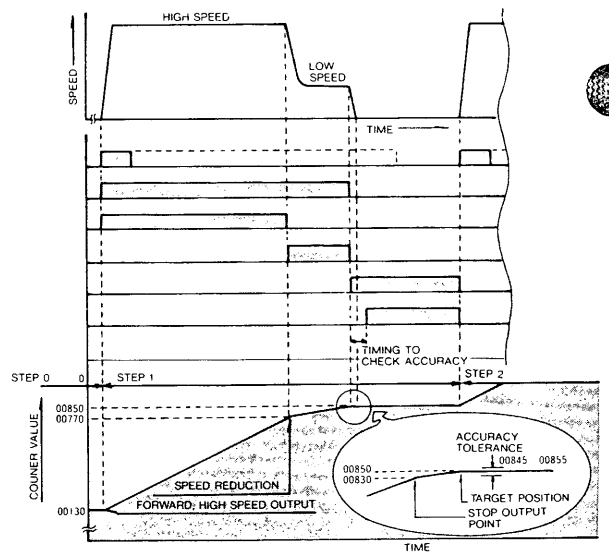 HIGH SPEED
SPEED
LOW
SPEED
TIME
TIMING TO
CHECK ACCURACY
STEP 0
0
STEP 1
STEP 2
COUNER VALUE
00850
00770
00130
SPEED REDUCTION
FORWARD, HIGH SPEED OUTPUT
ACCURACY
TOLERANCE
00845 00855
00850
00830
TARGET POSITION
STOP OUTPUT
POINT
TIME